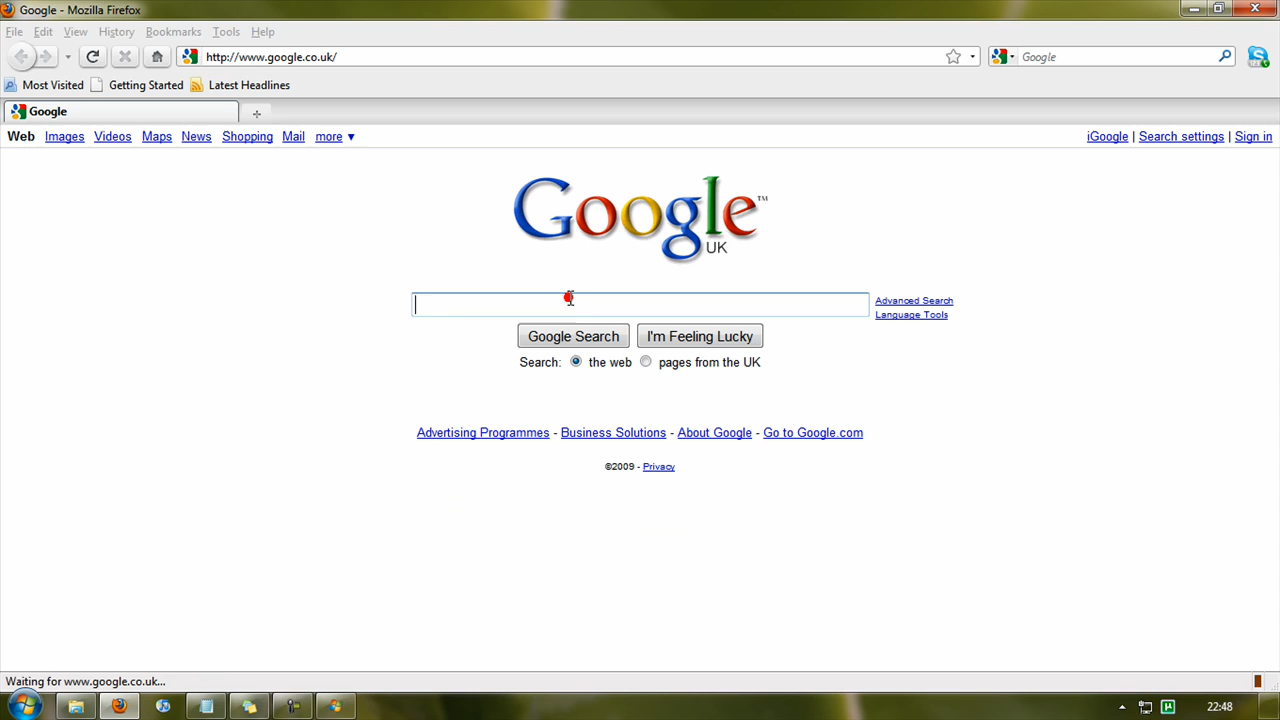 Google - Mozilla Firefox
File Edit View History Bookmarks Tools Help
http://www.google.co.uk/ Google
Most Visited Getting Started Latest Headlines
Google
Web Images Videos Maps News Shopping Mail more ▼ iGoogle | Search settings | Sign in
Google™
UK
Advanced Search
Language Tools
Google Search I'm Feeling Lucky
Search: the web pages from the UK
Advertising Programmes - Business Solutions - About Google - Go to Google.com
©2009 - Privacy
Waiting for www.google.co.uk...
22:48